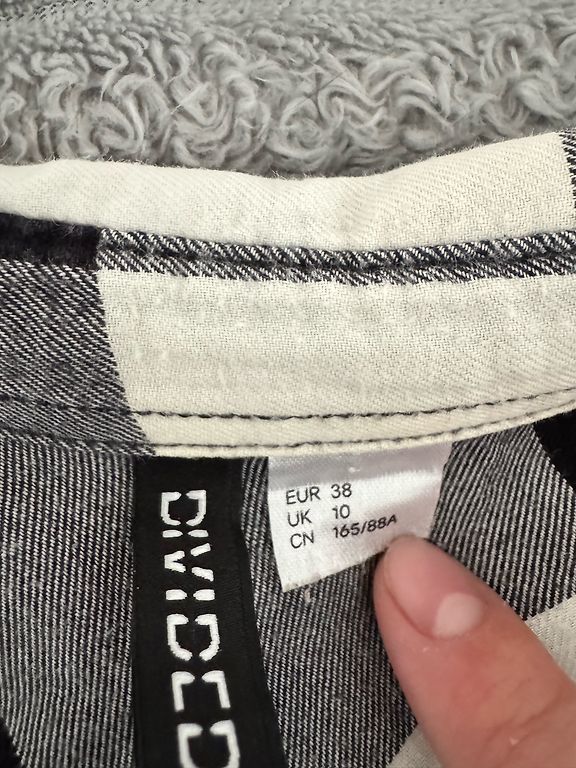 EUR 38
UK 10
CN 165/88A
DIVIDED